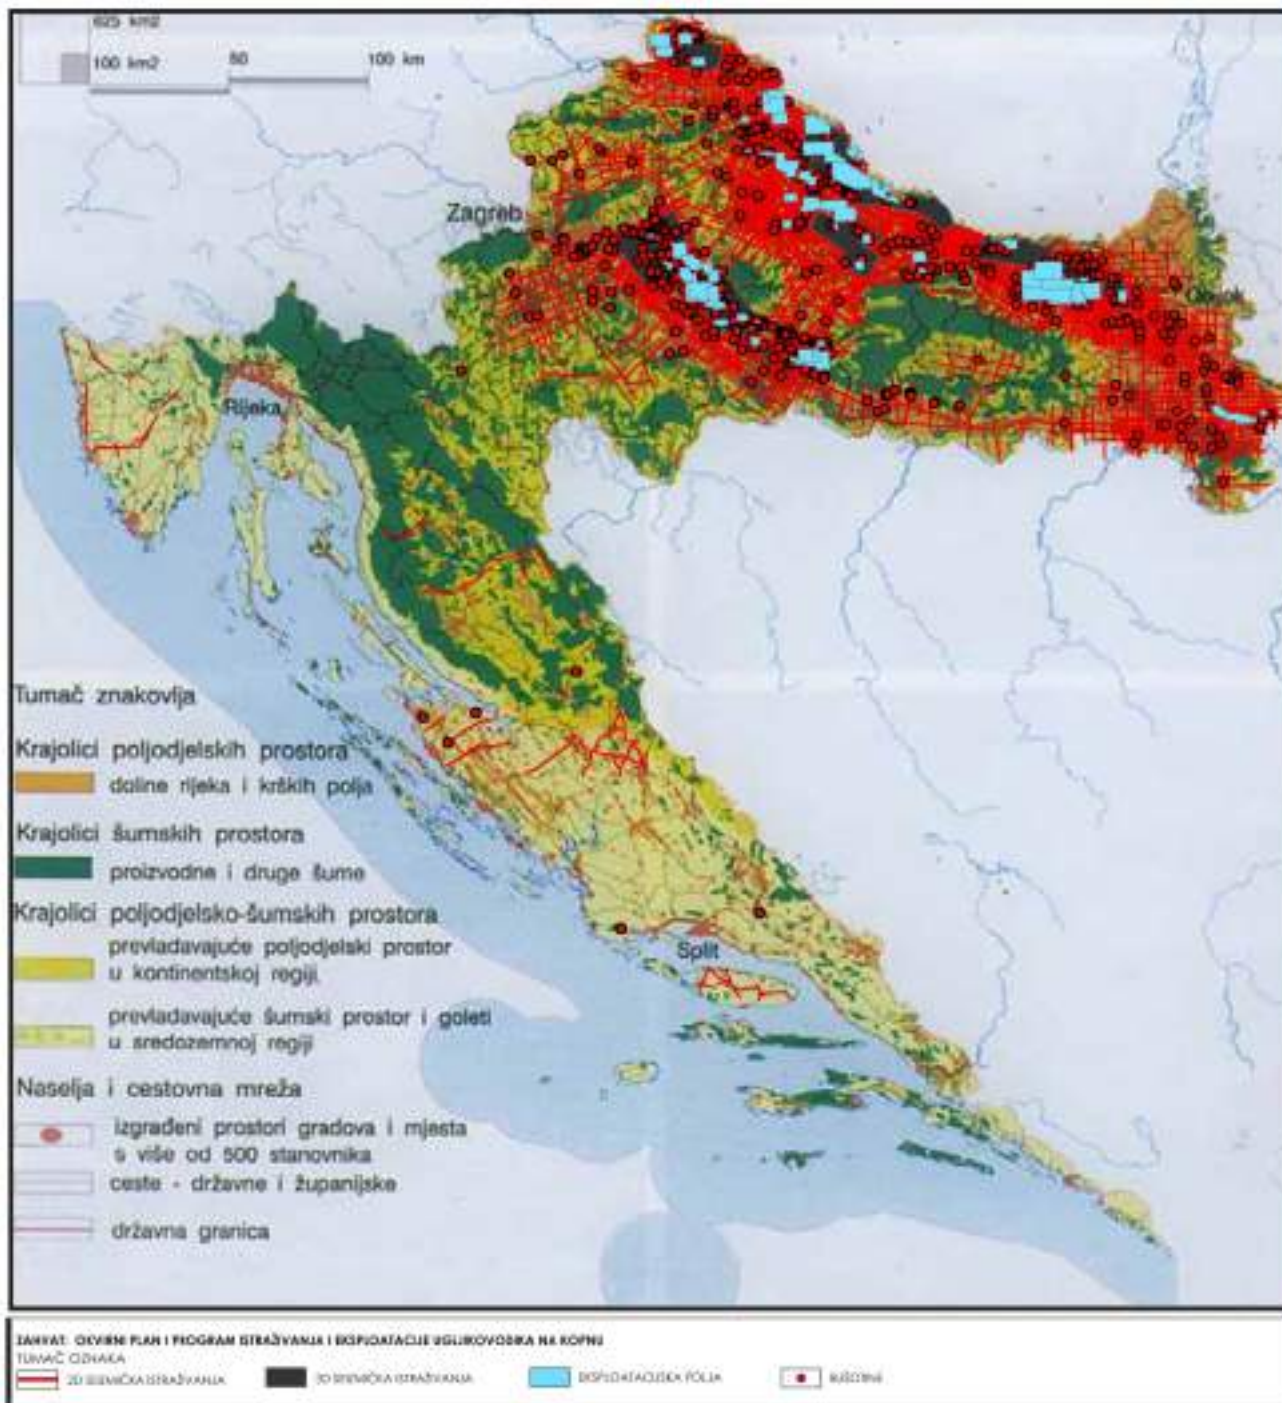 625 km2
100 km2
50
100 km
Zagreb
Osijek
Rijeka
Split
Tumač znakovlja
Krajolici poljodjelskih prostora
doline rijeka i krških polja
Krajolici šumskih prostora
proizvodne i druge šume
Krajolici poljodjelsko-šumskih prostora
prevladavajuće poljodjelski prostor
u kontinentskoj regiji
prevladavajuće šumski prostor i goleti
u sredozemnoj regiji
Naselja i cestovna mreža
izgrađeni prostori gradova i mjesta
s više od 500 stanovnika
ceste - državne i županijske
državna granica
ZAHVAT: OKVIRNI PLAN I PROGRAM ISTRAŽIVANJA I EKSPLOATACIJE UGLJIKOVODIKA NA KOPNU
TUMAČ OZNAKA
2D SEIZMIČKA ISTRAŽIVANJA
3D SEIZMIČKA ISTRAŽIVANJA
EKSPLOATACIJSKA POLJA
BUŠOTINE